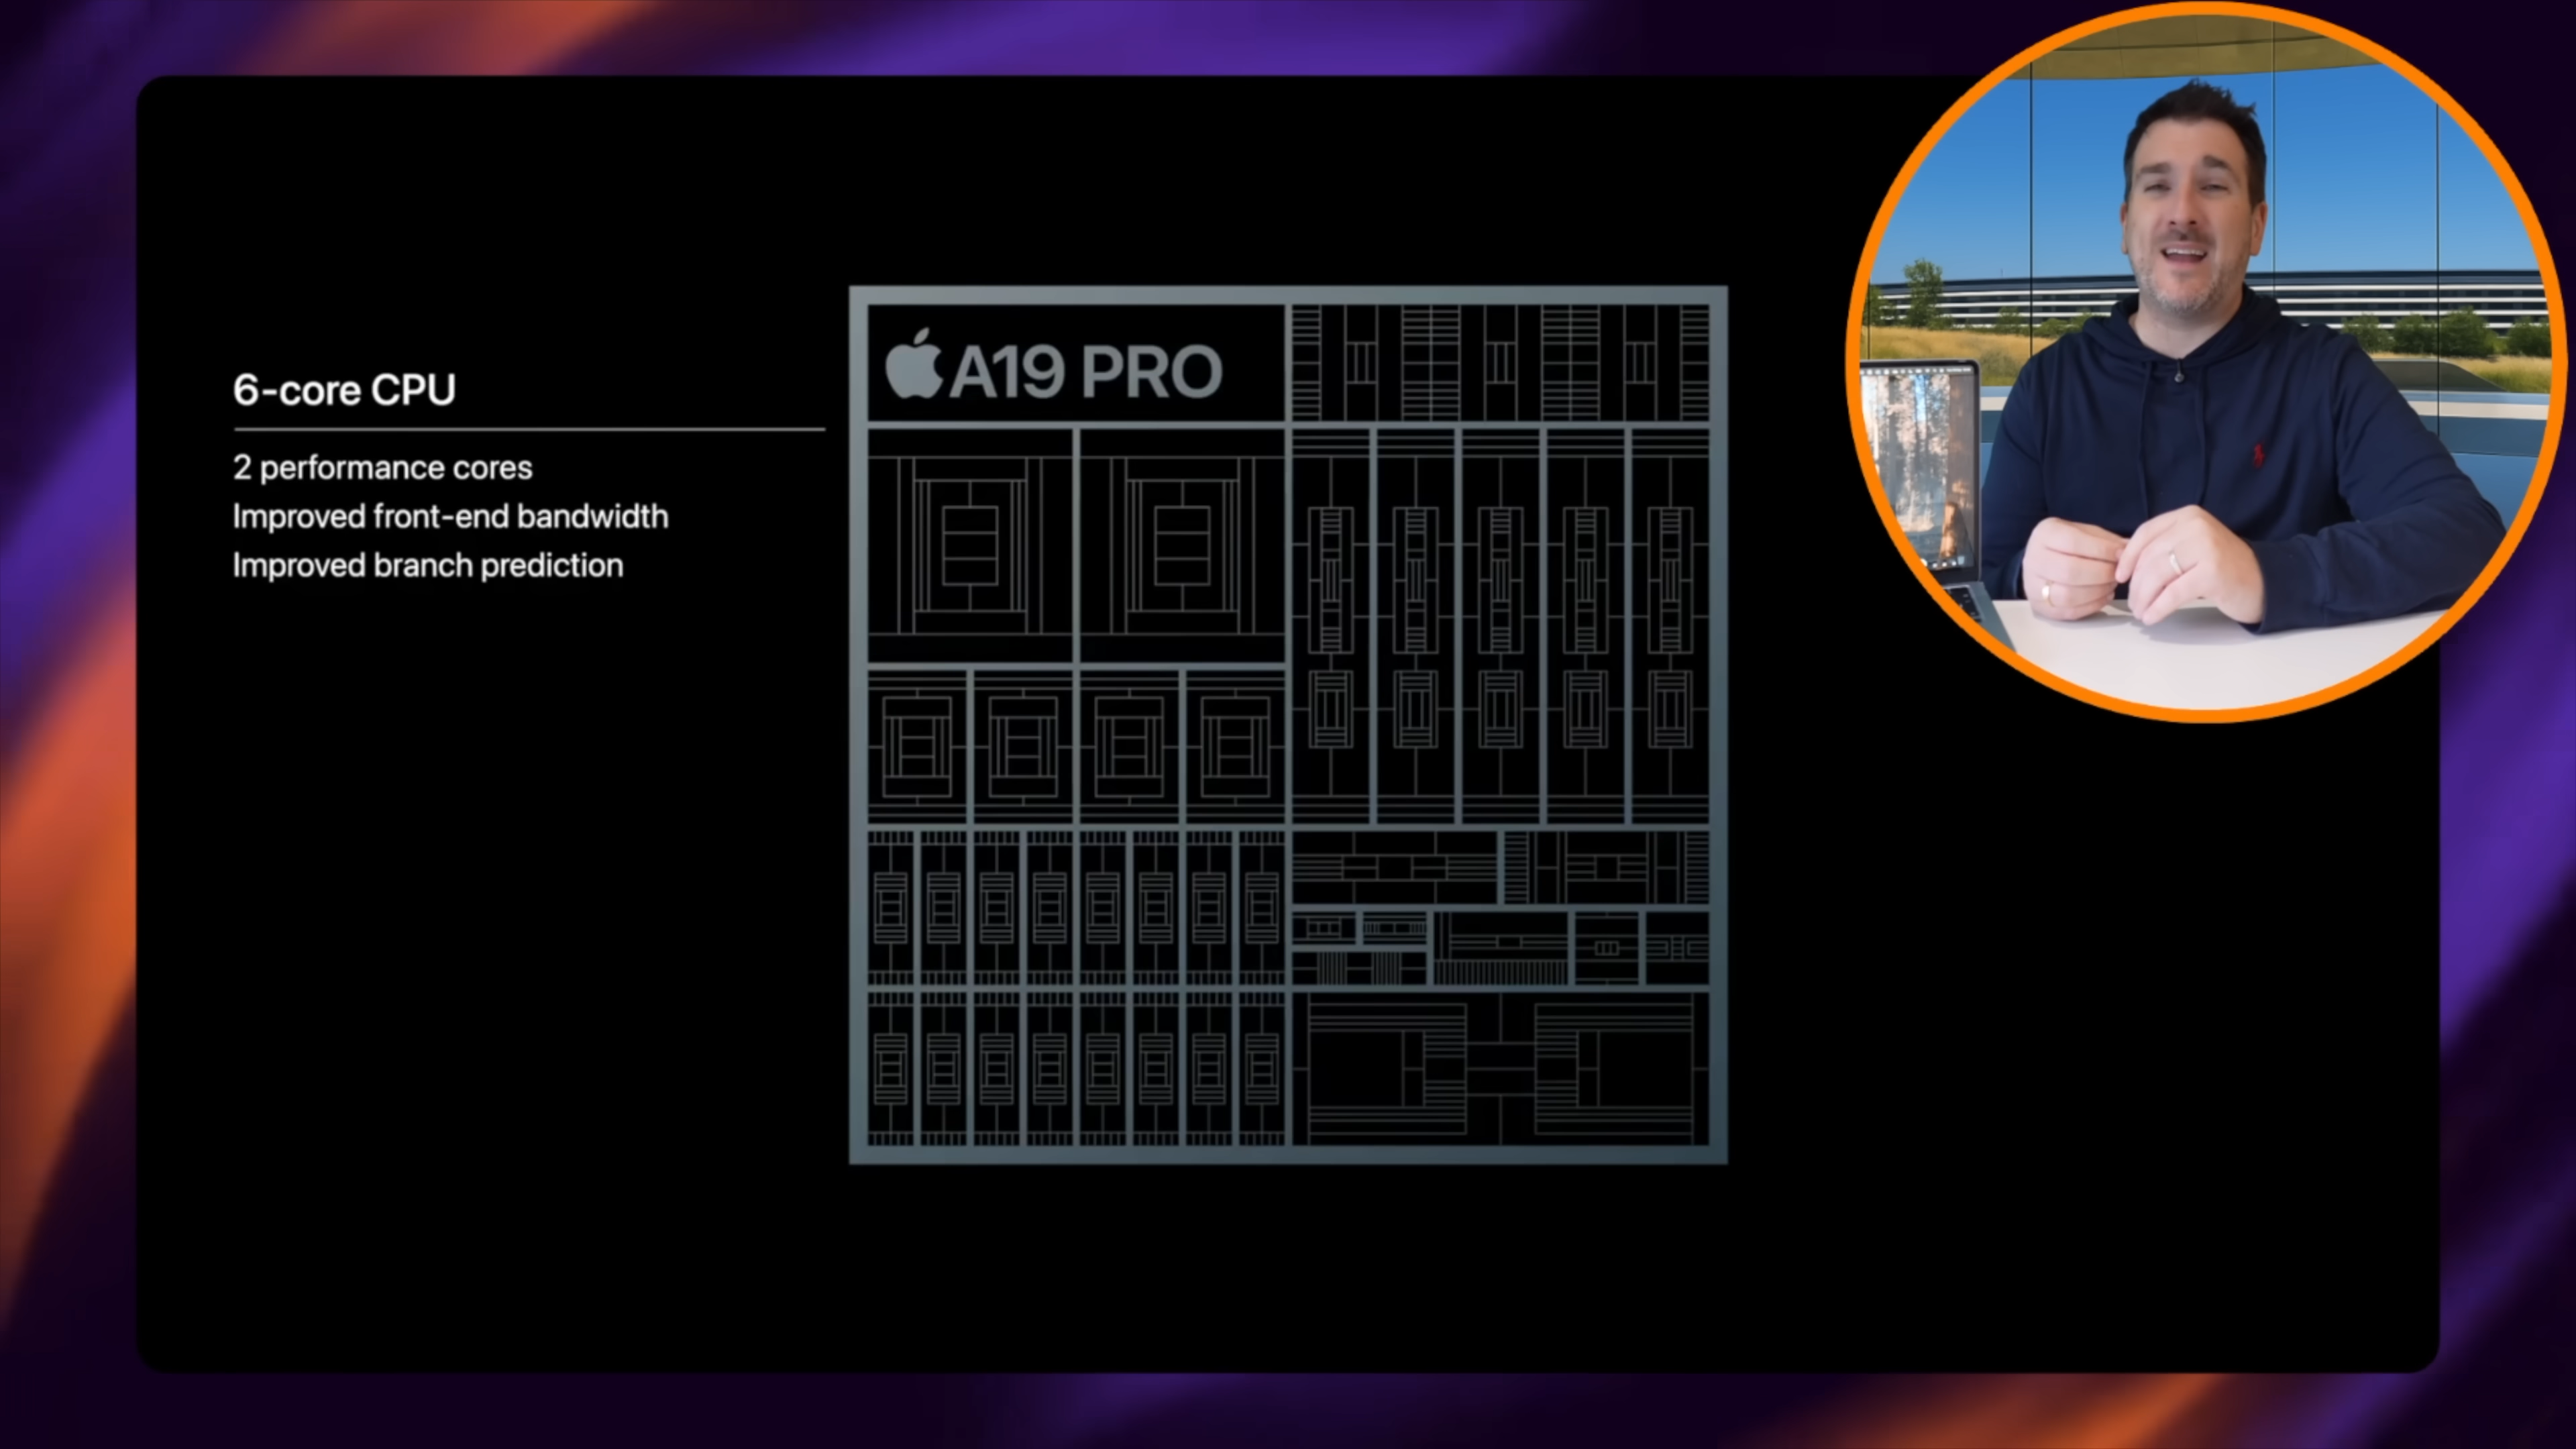 6-core CPU
2 performance cores
Improved front-end bandwidth
Improved branch prediction
A19 PRO